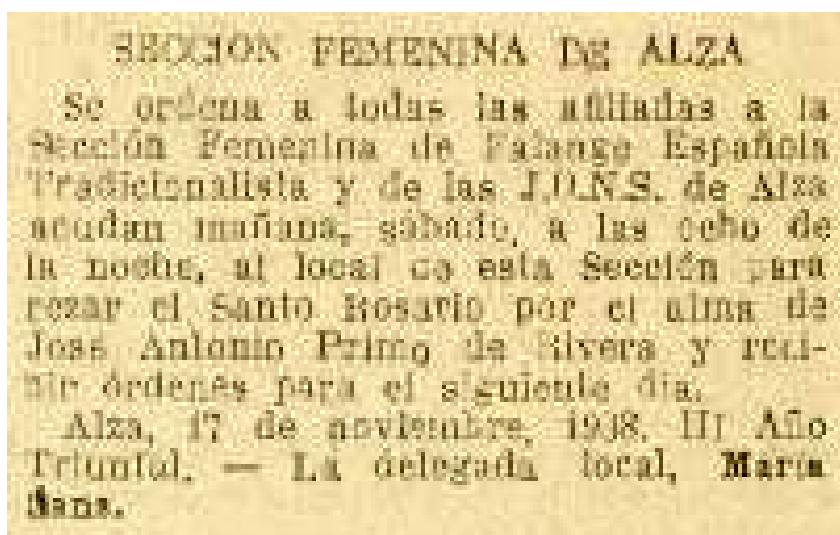 SECCION FEMENINA DE ALZA
Se ordena a todas las afiliadas a la
Sección Femenina de Falange Española
Tradicionalista y de las J.O.N.S. de Alza
acudan mañana, sábado, a las ocho de
la noche, al local de esta Sección para
rezar el Santo Rosario por el alma de
José Antonio Primo de Rivera y reci-
bir órdenes para el siguiente día.
Alza, 17 de noviembre, 1938. III Año
Triunfal. — La delegada local, María